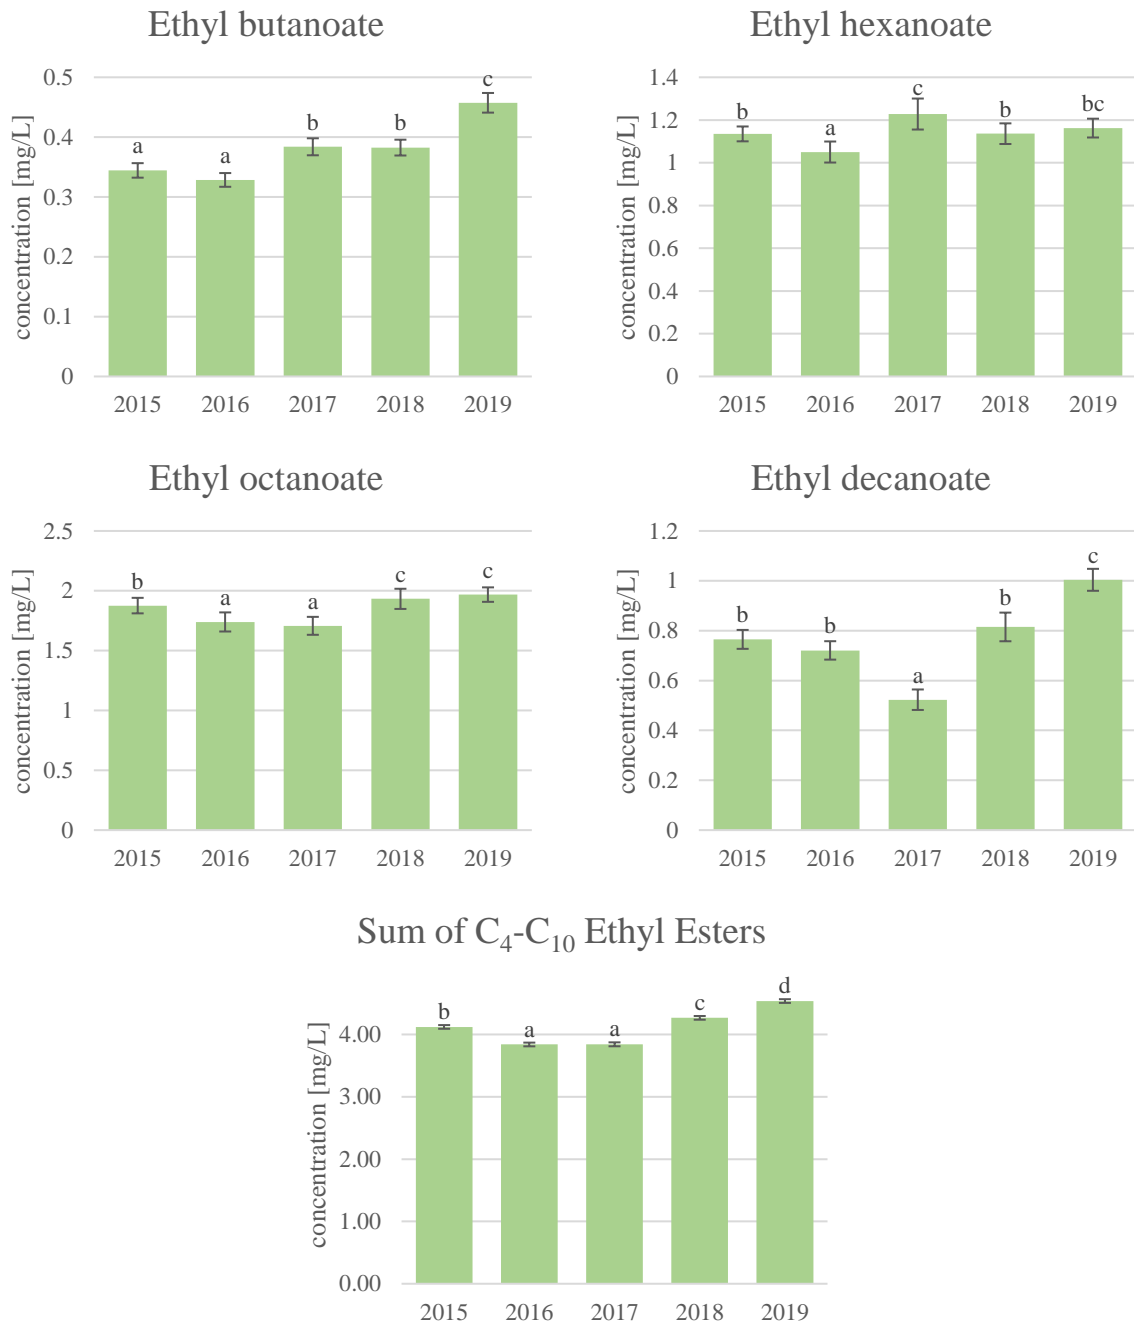 Ethyl butanoate
concentration [mg/L]
0.5
0.4
0.3
0.2
0.1
0
a
a
b
b
c
2015 2016 2017 2018 2019
Ethyl hexanoate
concentration [mg/L]
1.4
1.2
1
0.8
0.6
0.4
0.2
0
b
a
c
b
bc
2015 2016 2017 2018 2019
Ethyl octanoate
concentration [mg/L]
2.5
2
1.5
1
0.5
0
b
a
a
c
c
2015 2016 2017 2018 2019
Ethyl decanoate
concentration [mg/L]
1.2
1
0.8
0.6
0.4
0.2
0
b
b
a
b
c
2015 2016 2017 2018 2019
Sum of C₄-C₁₀ Ethyl Esters
concentration [mg/L]
4.00
3.00
2.00
1.00
0.00
b
a
a
c
d
2015 2016 2017 2018 2019